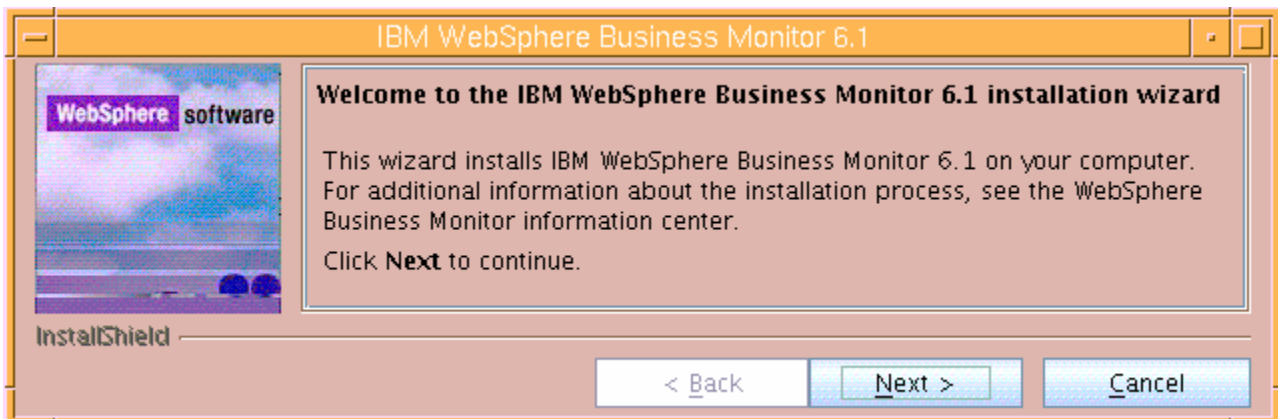 IBM WebSphere Business Monitor 6.1
WebSphere software
Welcome to the IBM WebSphere Business Monitor 6.1 installation wizard
This wizard installs IBM WebSphere Business Monitor 6.1 on your computer.
For additional information about the installation process, see the WebSphere
Business Monitor information center.
Click Next to continue.
InstallShield
< Back
Next >
Cancel